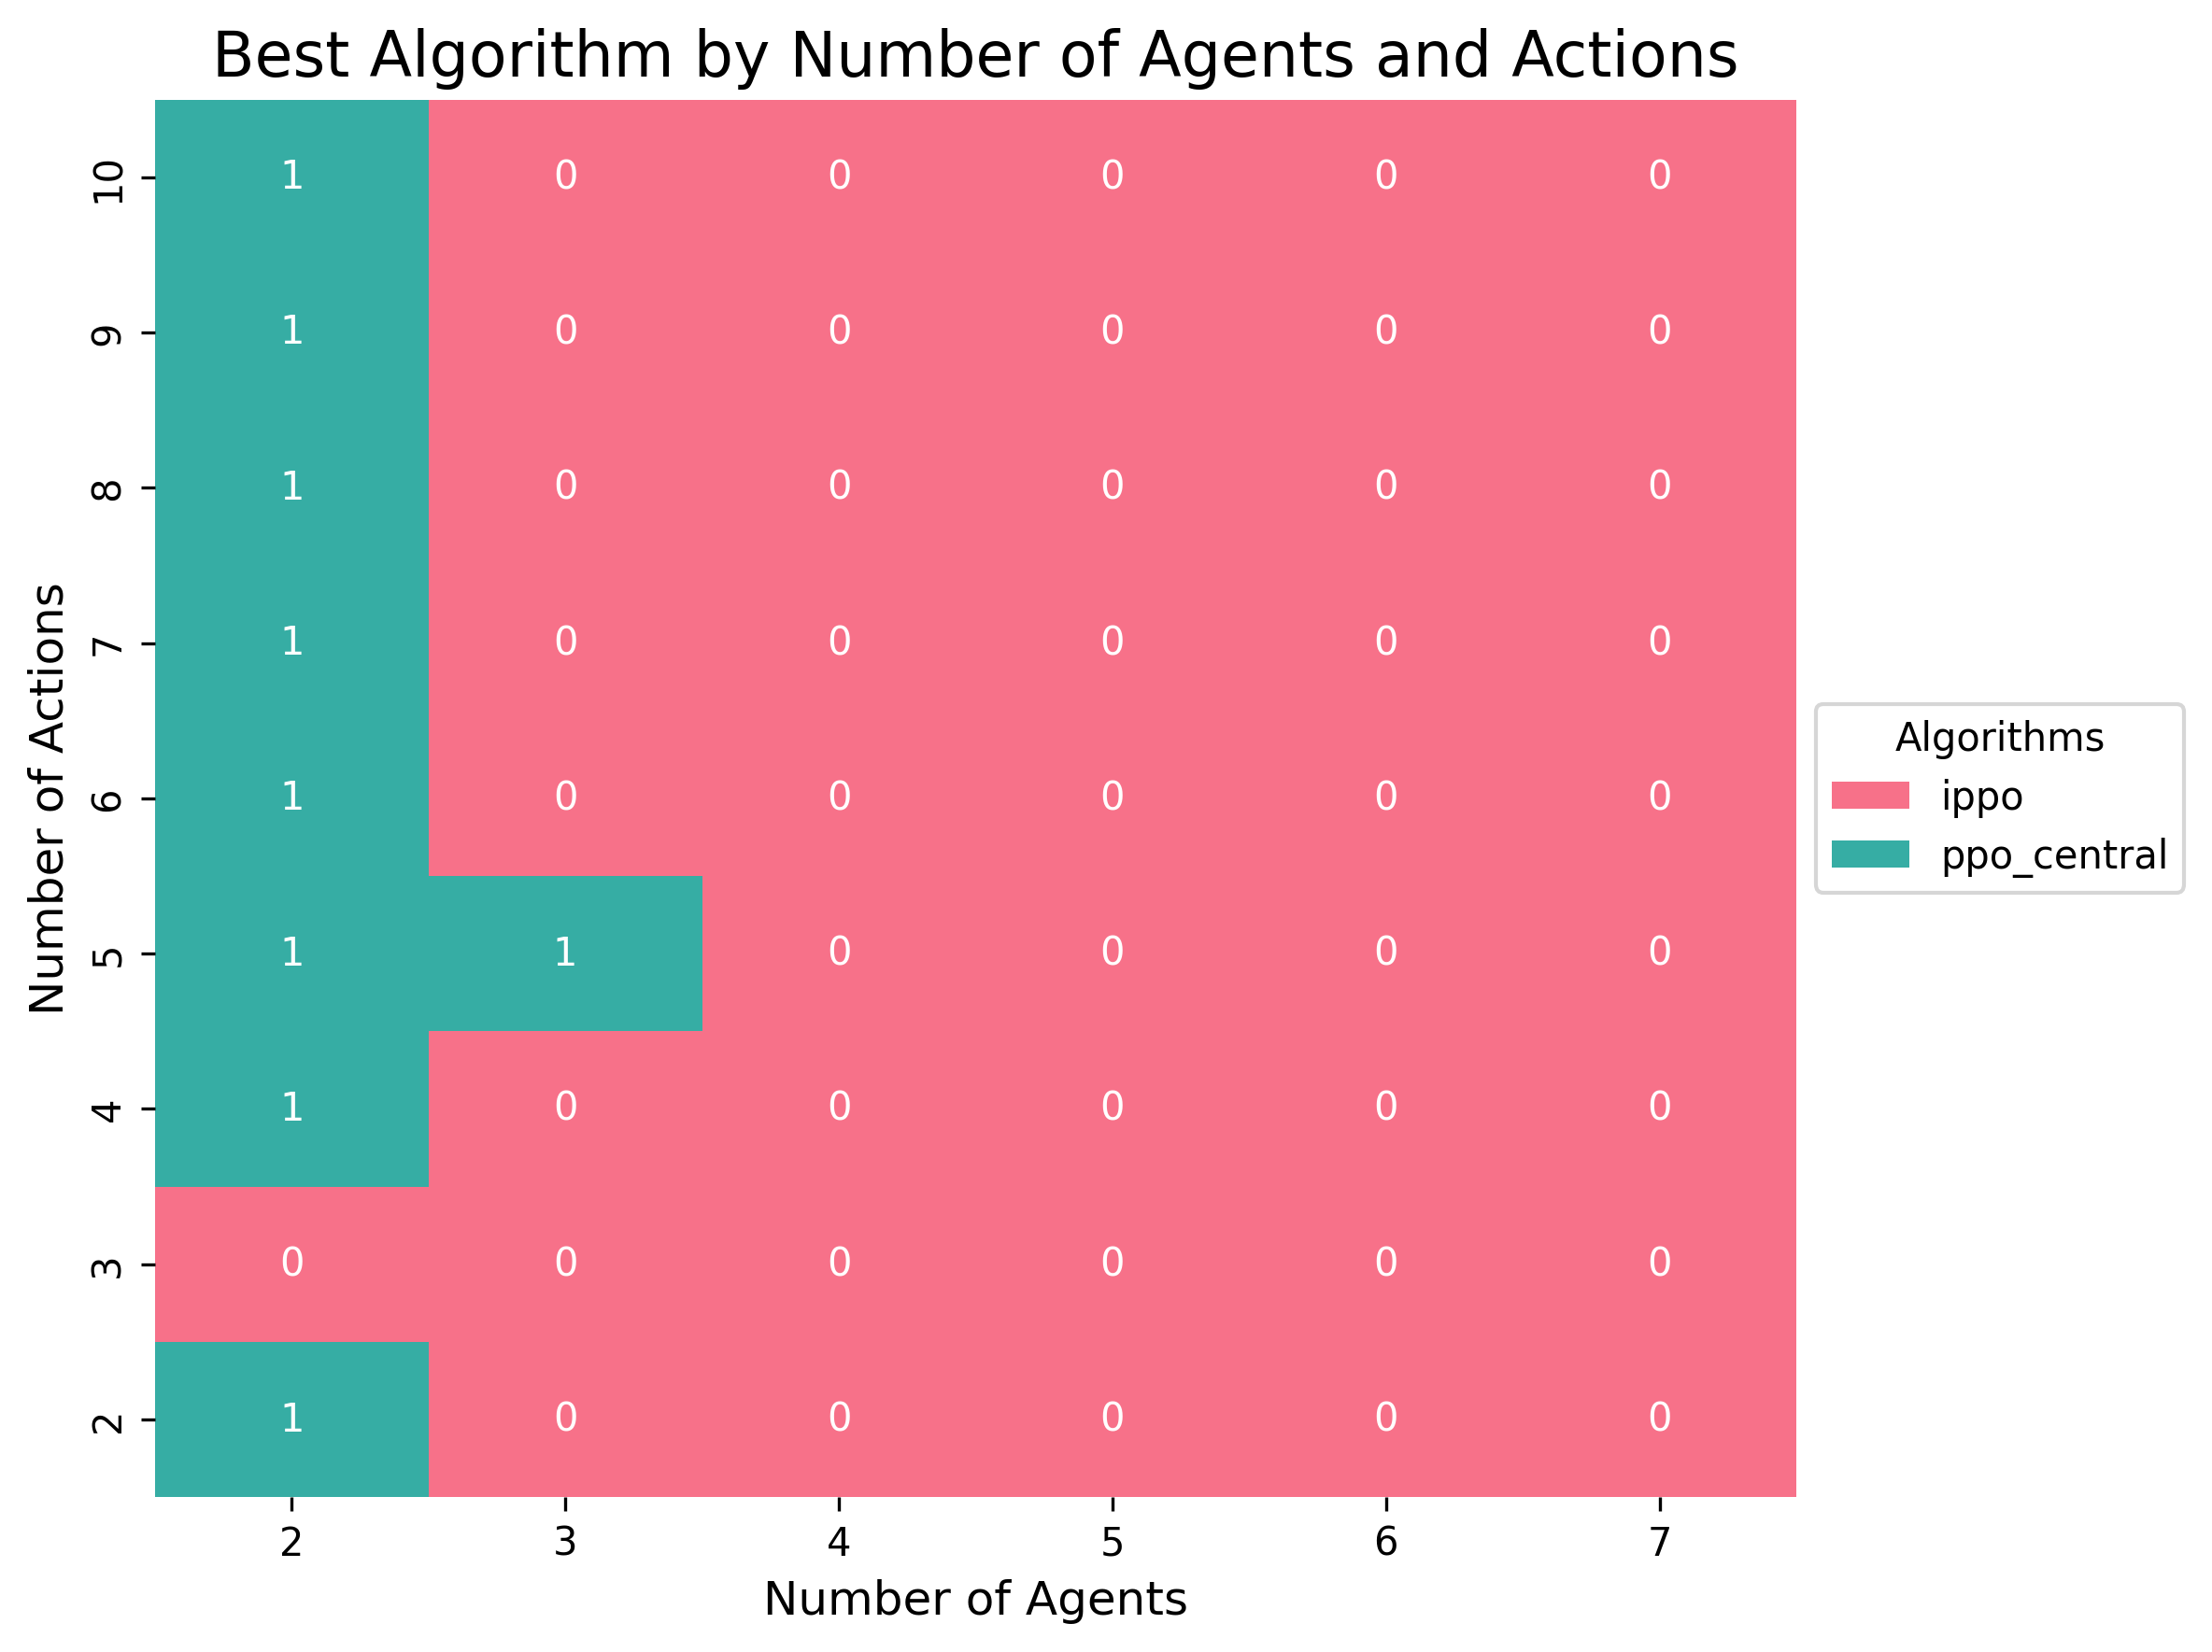 Best Algorithm by Number of Agents and Actions
Number of Actions
10 1 0 0 0 0 0
9 1 0 0 0 0 0
8 1 0 0 0 0 0
7 1 0 0 0 0 0
6 1 0 0 0 0 0
5 1 1 0 0 0 0
4 1 0 0 0 0 0
3 0 0 0 0 0 0
2 1 0 0 0 0 0
2 3 4 5 6 7
Number of Agents
Algorithms
ippo
ppo_central